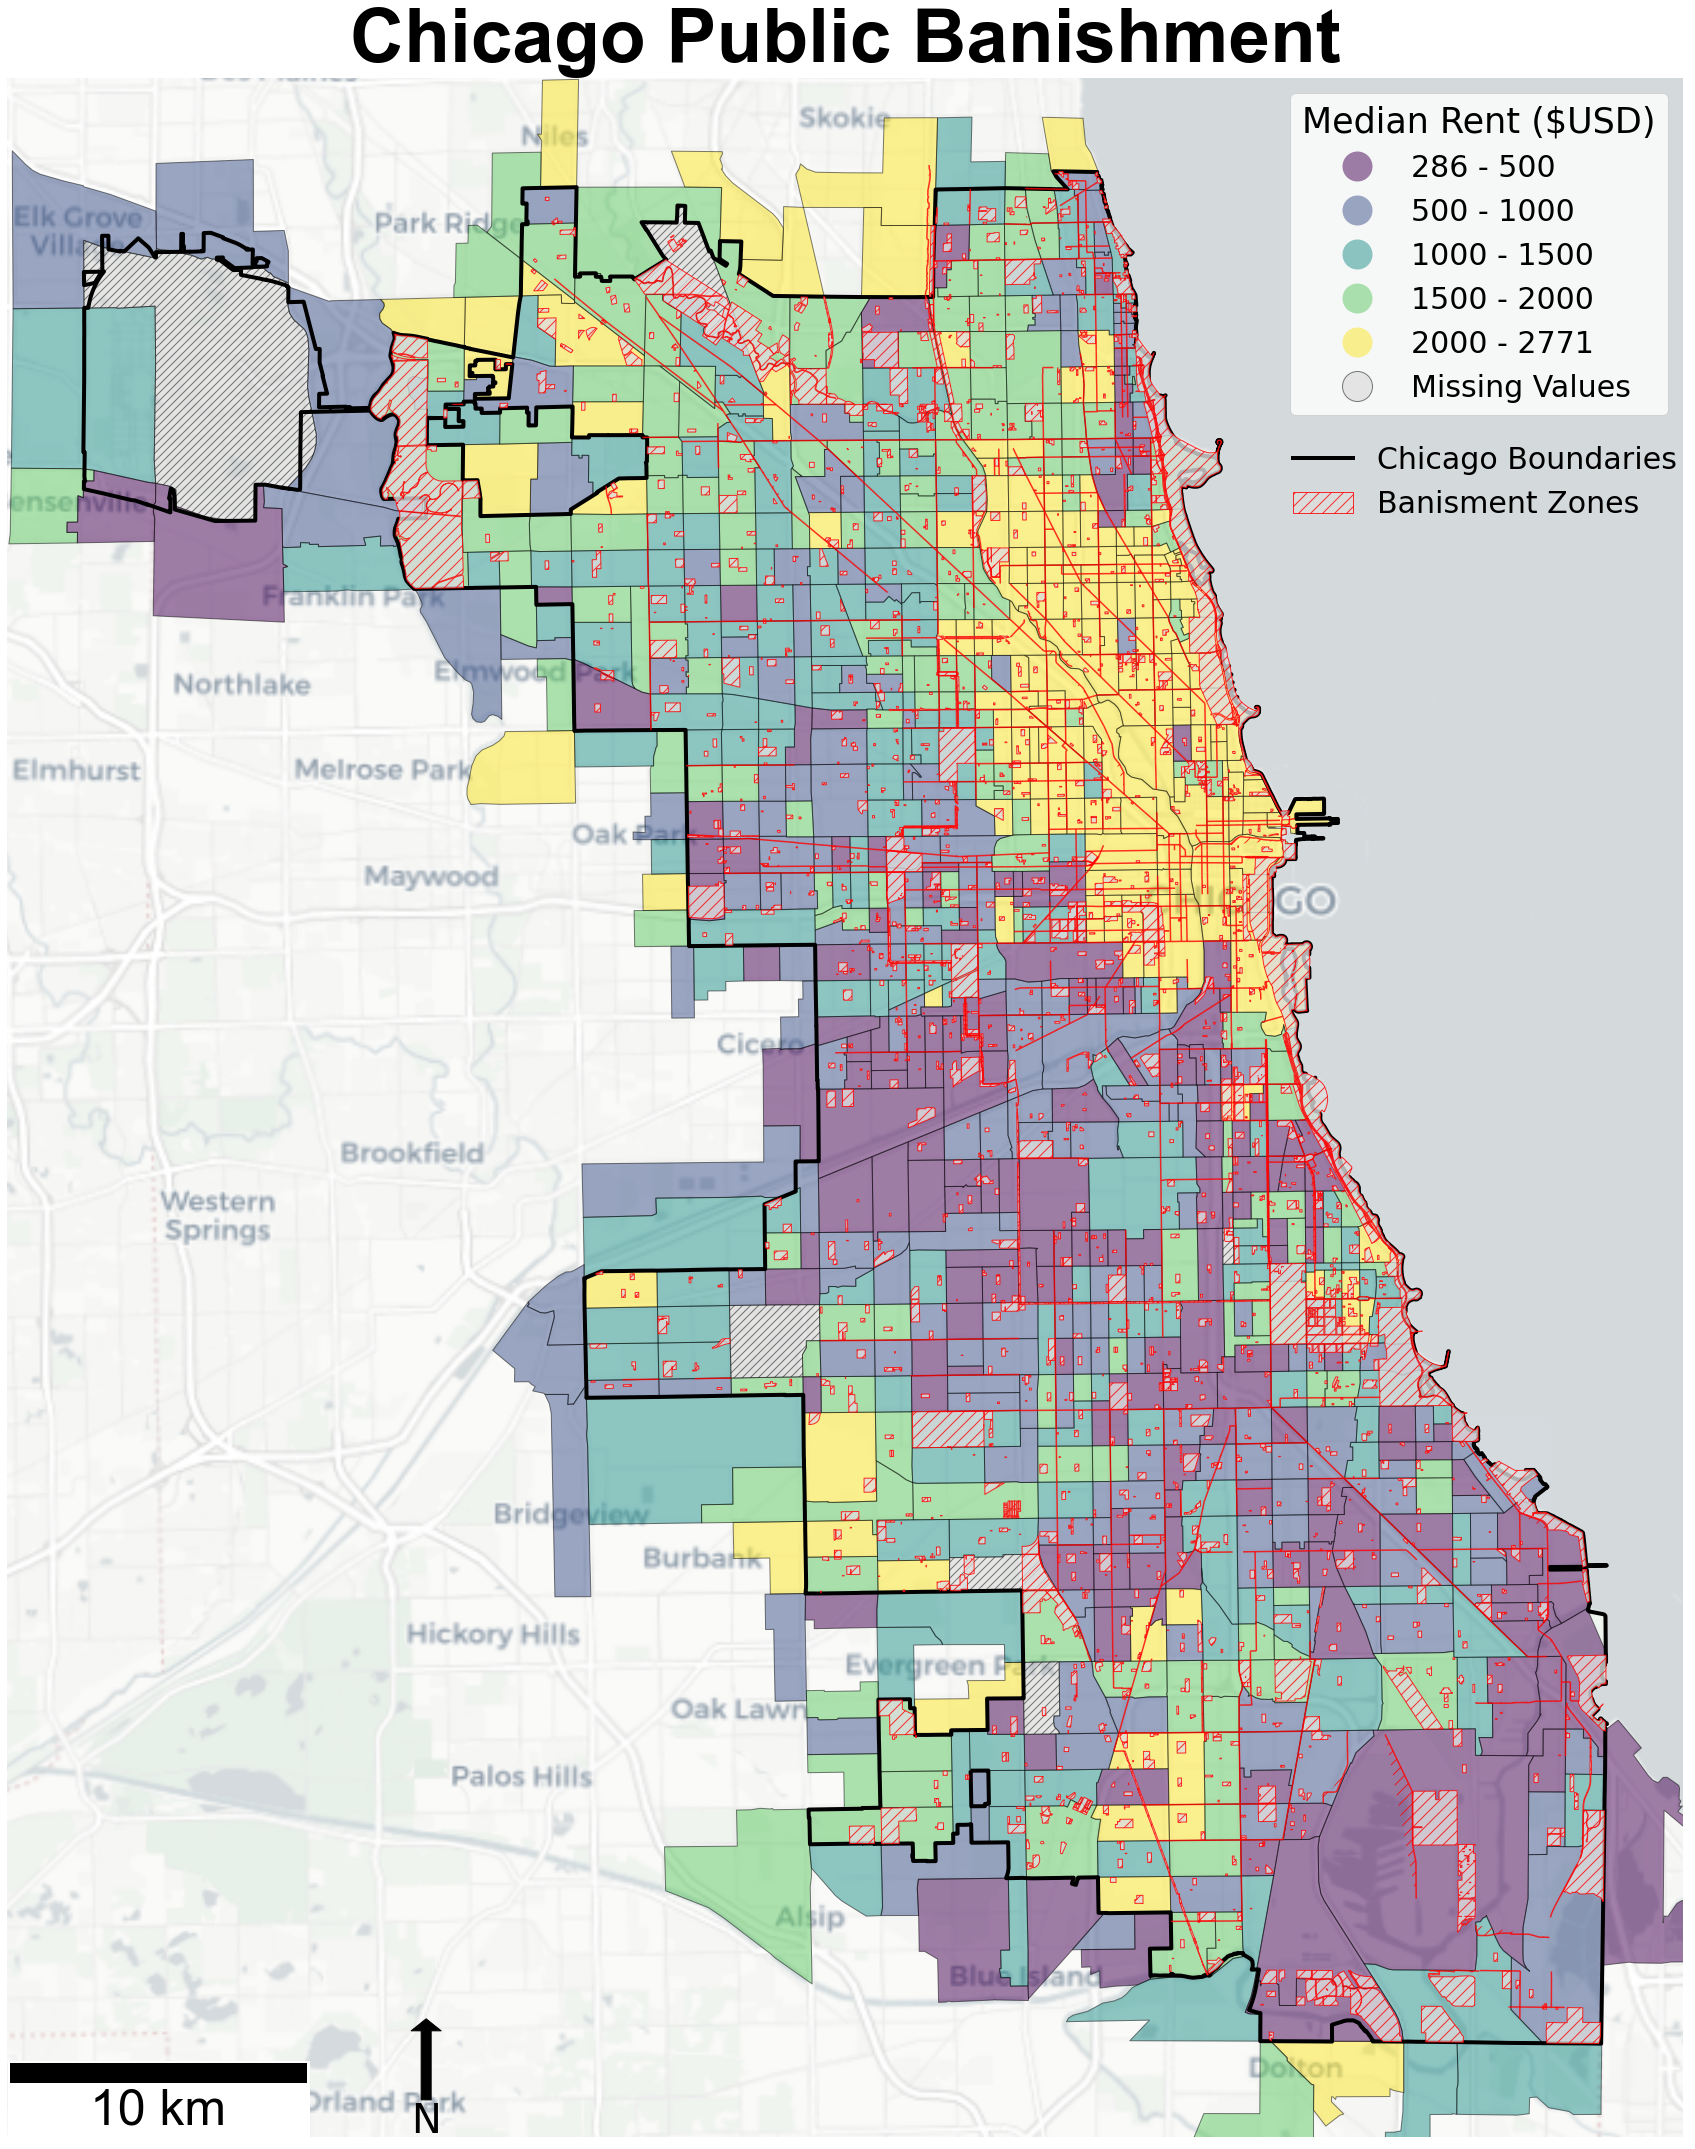 Chicago Public Banishment
Median Rent ($USD)
286 - 500
500 - 1000
1000 - 1500
1500 - 2000
2000 - 2771
Missing Values
Chicago Boundaries
Banisment Zones
Skokie
Niles
Elk Grove
Village
Park Ridge
ensenville
Franklin Park
Elmwood Park
Northlake
Elmhurst
Melrose Park
Oak Park
Maywood
CHICAGO
Cicero
Brookfield
Western
Springs
Bridgeview
Burbank
Hickory Hills
Evergreen Park
Oak Lawn
Palos Hills
Alsip
Blue Island
Dolton
Orland Park
10 km
N